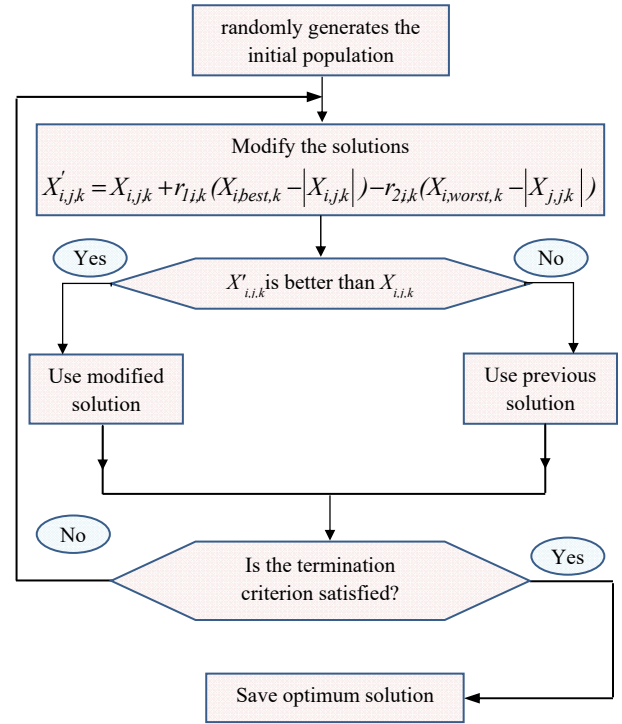 randomly generates the
initial population
Modify the solutions
X'i,j,k = Xi,j,k + r1,i,k (Xi,best,k − |Xi,j,k|) − r2,i,k (Xi,worst,k − |Xj,j,k|)
Yes
No
X'i,j,k is better than Xi,j,k
Use modified
solution
Use previous
solution
No
Yes
Is the termination
criterion satisfied?
Save optimum solution